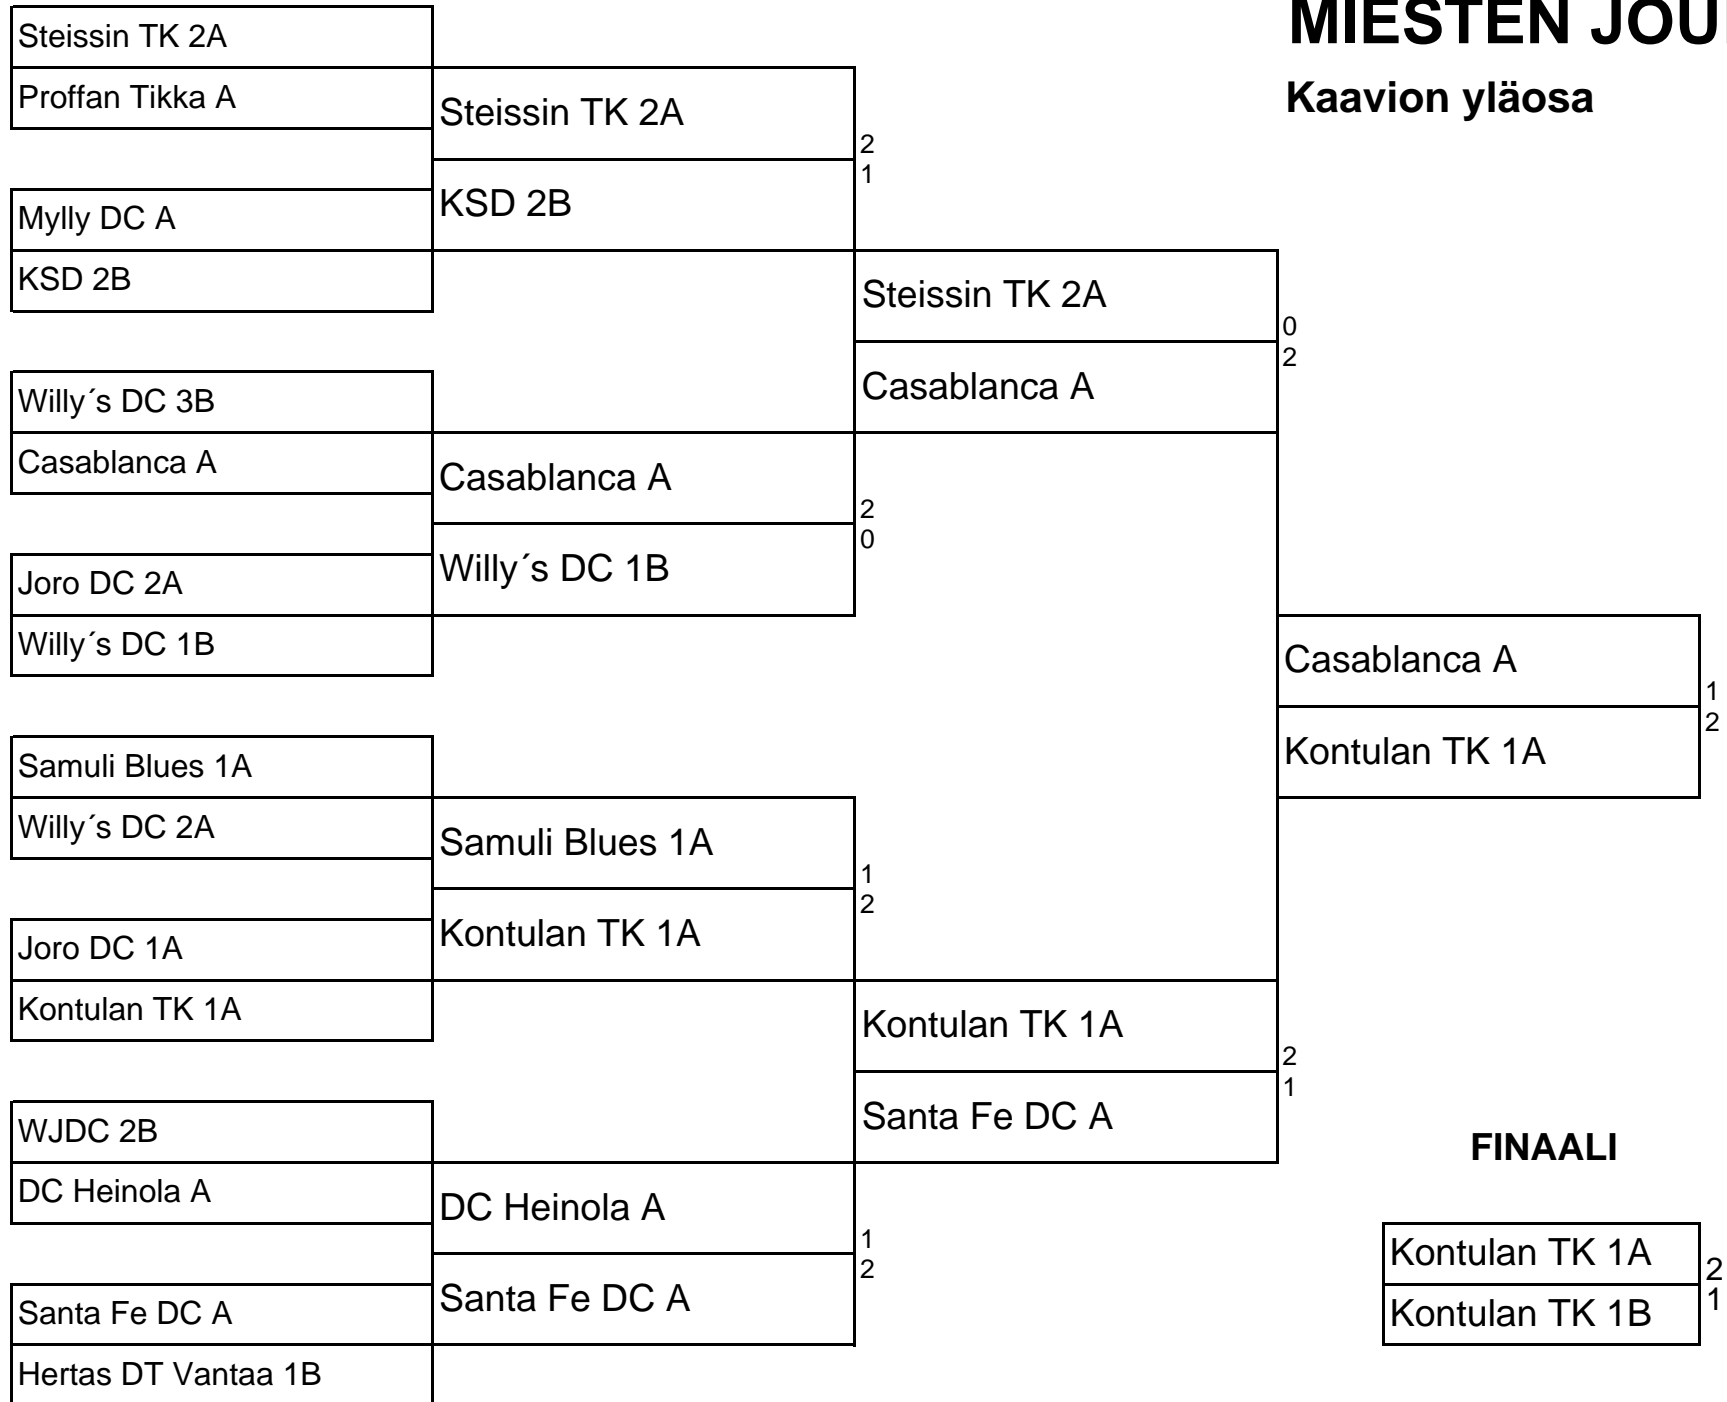 MIESTEN JOU
Kaavion yläosa
Steissin TK 2A
Proffan Tikka A
Mylly DC A
KSD 2B
Willy´s DC 3B
Casablanca A
Joro DC 2A
Willy´s DC 1B
Samuli Blues 1A
Willy´s DC 2A
Joro DC 1A
Kontulan TK 1A
WJDC 2B
DC Heinola A
Santa Fe DC A
Hertas DT Vantaa 1B
Steissin TK 2A
2
1
KSD 2B
Casablanca A
2
0
Willy´s DC 1B
Samuli Blues 1A
1
2
Kontulan TK 1A
DC Heinola A
1
2
Santa Fe DC A
Steissin TK 2A
0
2
Casablanca A
Kontulan TK 1A
2
1
Santa Fe DC A
Casablanca A
1
2
Kontulan TK 1A
FINAALI
Kontulan TK 1A
2
1
Kontulan TK 1B